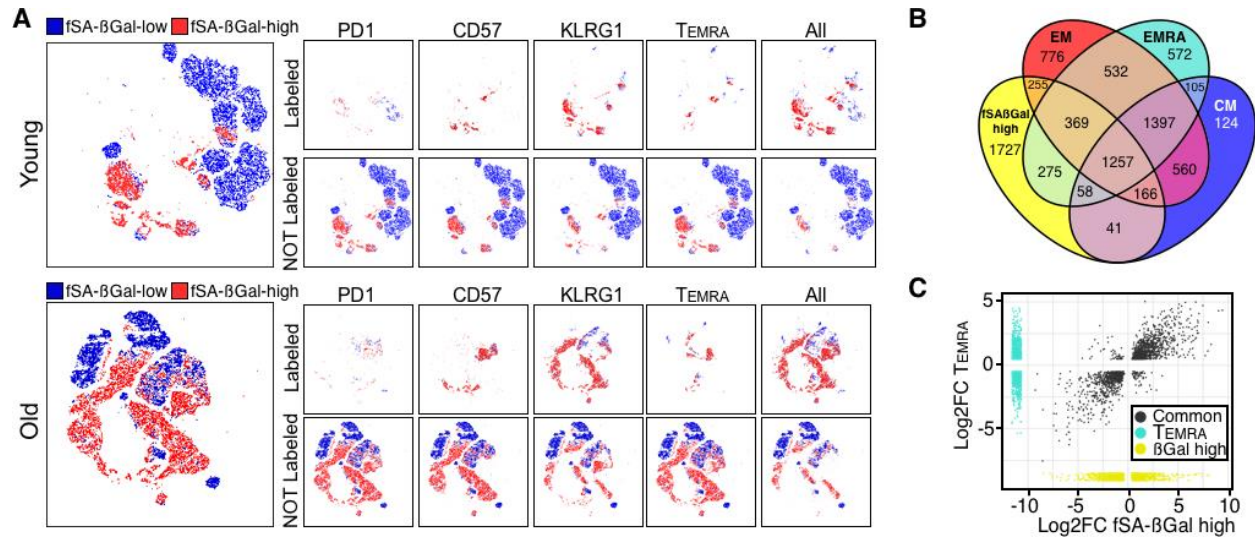 A
fSA-ßGal-low fSA-ßGal-high
PD1 CD57 KLRG1 TEMRA All
Young
Labeled
NOT Labeled
fSA-ßGal-low fSA-ßGal-high
PD1 CD57 KLRG1 TEMRA All
Old
Labeled
NOT Labeled
B
EM EMRA
776 572
532
255 105
fSAßGal CM
high 124
1727
369 1397
1257
275 560
58 166
41
C
5
0
-5
Log2FC TEMRA
Common
TEMRA
ßGal high
-10 -5 0 5 10
Log2FC fSA-ßGal high